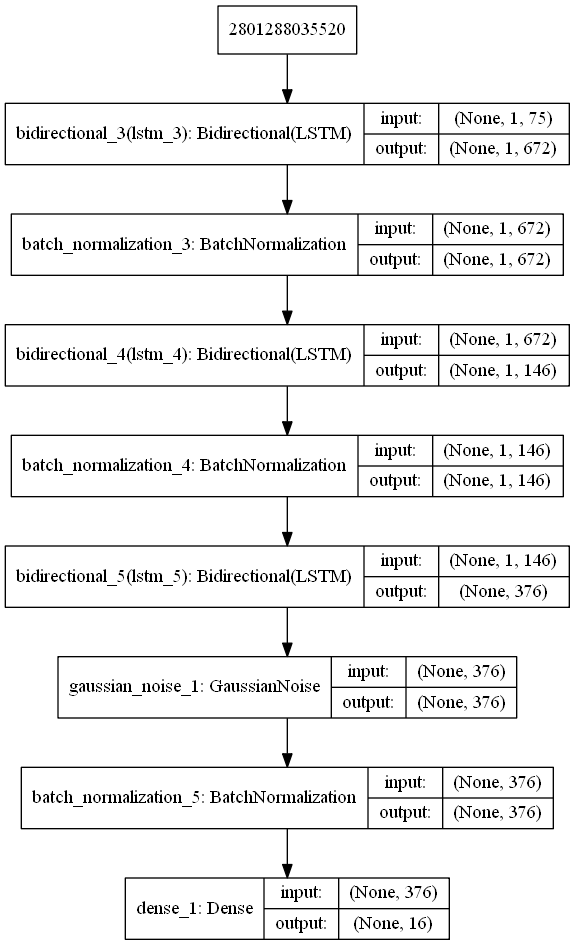 2801288035520
bidirectional_3(lstm_3): Bidirectional(LSTM)
input: (None, 1, 75)
output: (None, 1, 672)
batch_normalization_3: BatchNormalization
input: (None, 1, 672)
output: (None, 1, 672)
bidirectional_4(lstm_4): Bidirectional(LSTM)
input: (None, 1, 672)
output: (None, 1, 146)
batch_normalization_4: BatchNormalization
input: (None, 1, 146)
output: (None, 1, 146)
bidirectional_5(lstm_5): Bidirectional(LSTM)
input: (None, 1, 146)
output: (None, 376)
gaussian_noise_1: GaussianNoise
input: (None, 376)
output: (None, 376)
batch_normalization_5: BatchNormalization
input: (None, 376)
output: (None, 376)
dense_1: Dense
input: (None, 376)
output: (None, 16)